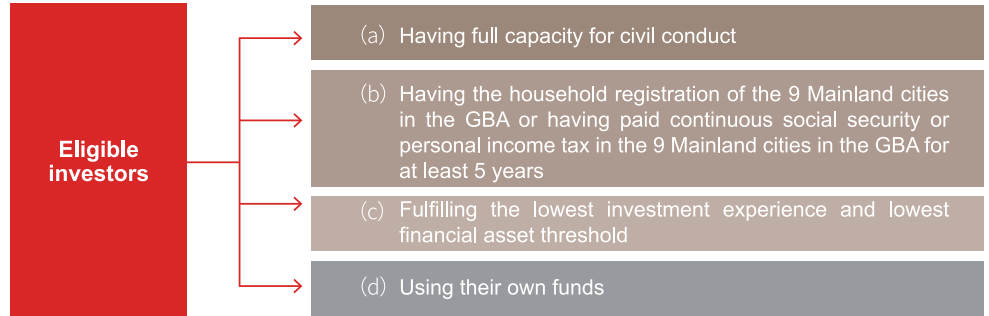 Eligible
investors
(a) Having full capacity for civil conduct
(b) Having the household registration of the 9 Mainland cities
in the GBA or having paid continuous social security or
personal income tax in the 9 Mainland cities in the GBA for
at least 5 years
(c) Fulfilling the lowest investment experience and lowest
financial asset threshold
(d) Using their own funds